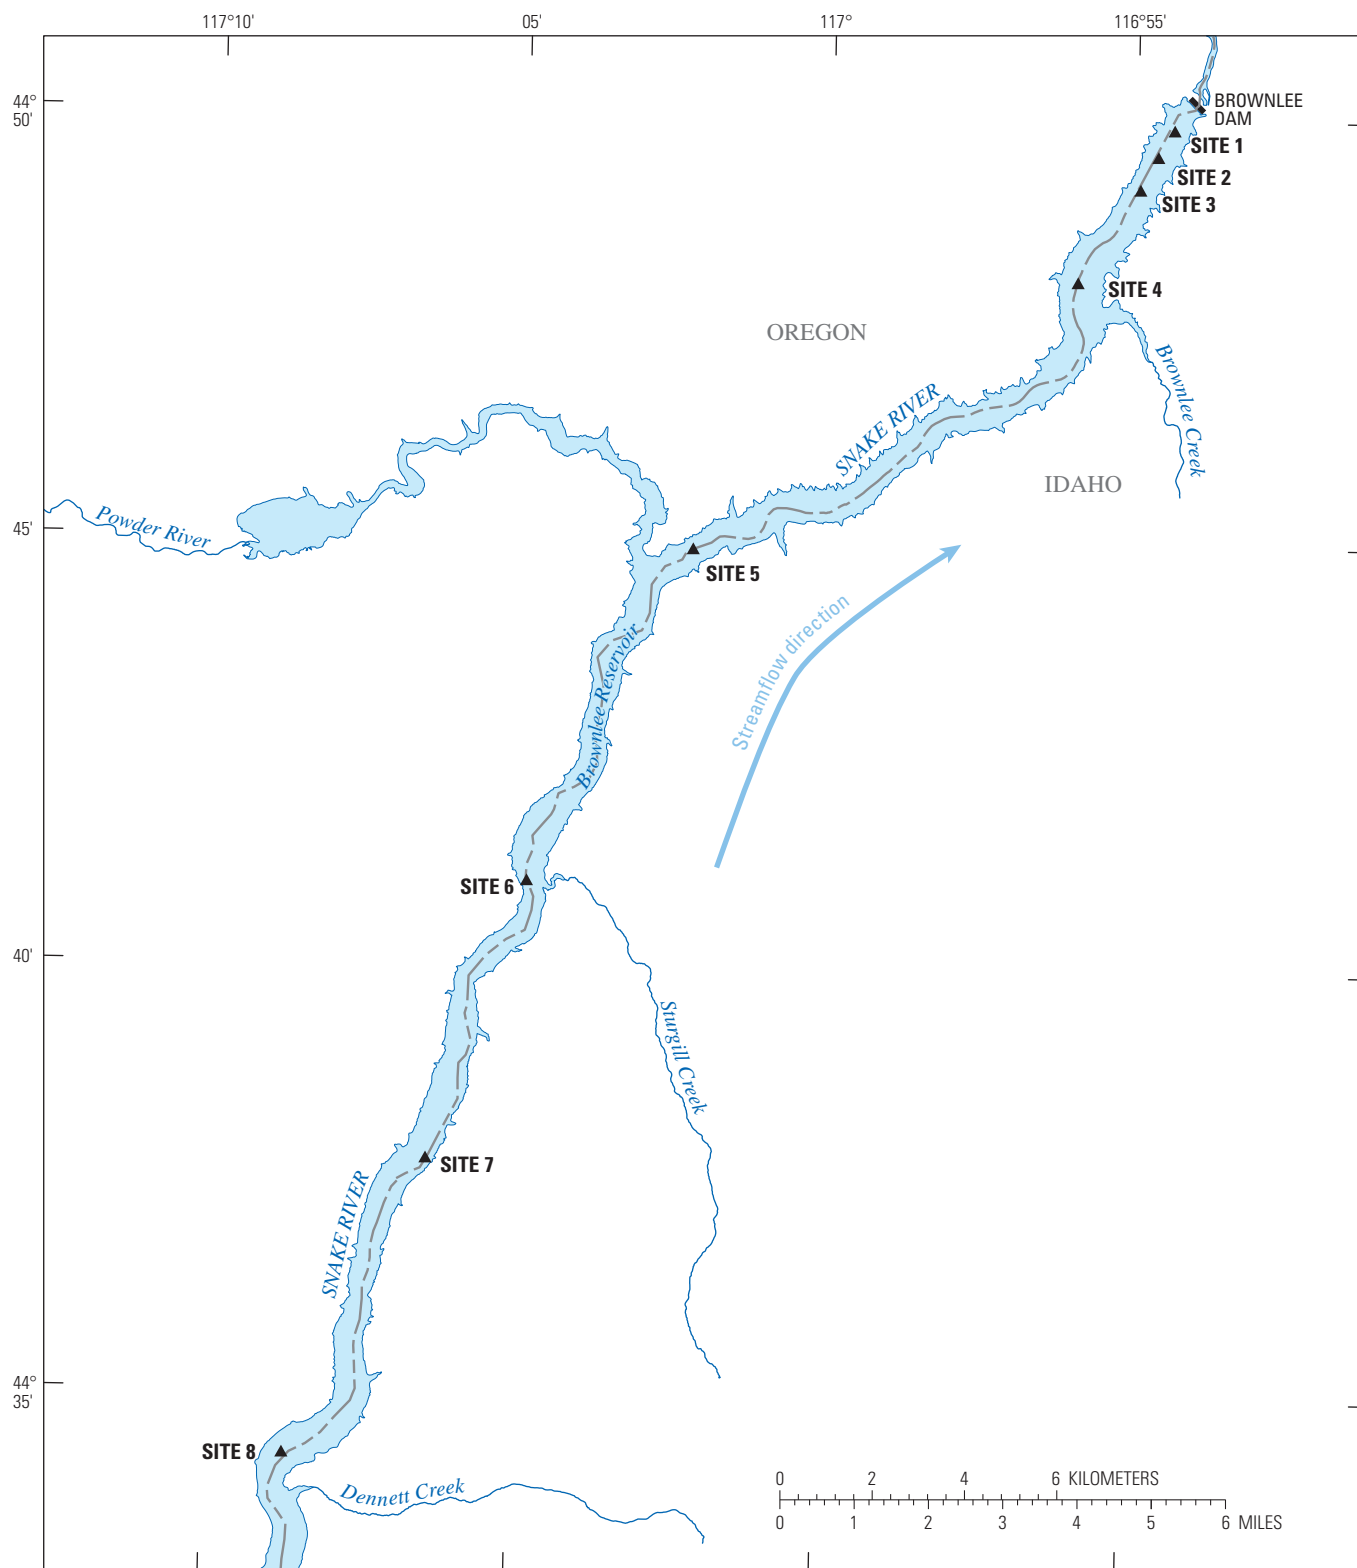 117°10'
05'
117°
116°55'
44°
50'
BROWNLEE
DAM
SITE 1
SITE 2
SITE 3
SITE 4
OREGON
Brownlee Creek
SNAKE RIVER
IDAHO
Powder River
45'
SITE 5
Streamflow direction
Brownlee Reservoir
SITE 6
40'
Sturgill Creek
SITE 7
SNAKE RIVER
44°
35'
SITE 8
Dennett Creek
0 2 4 6 KILOMETERS
0 1 2 3 4 5 6 MILES